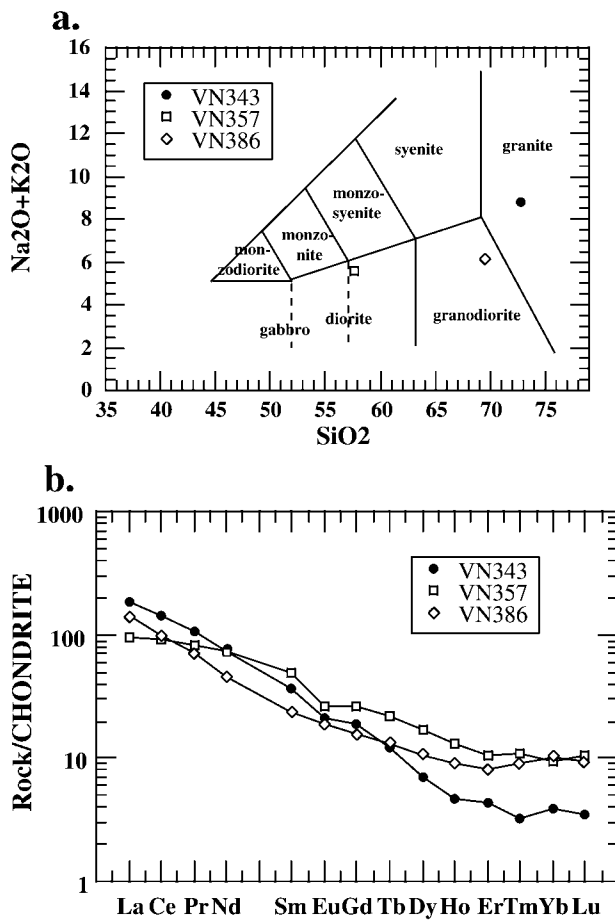 a.
16
14
12
10
8
6
4
2
0
Na2O+K2O
VN343
VN357
VN386
syenite
granite
monzo-
syenite
monzo-
nite
mon-
zodiorite
gabbro
diorite
granodiorite
35 45 50 55 60 65 70 75
SiO2
b.
1000
100
10
1
Rock/CHONDRITE
VN343
VN357
VN386
La Ce Pr Nd Sm Eu Gd Tb Dy Ho Er Tm Yb Lu